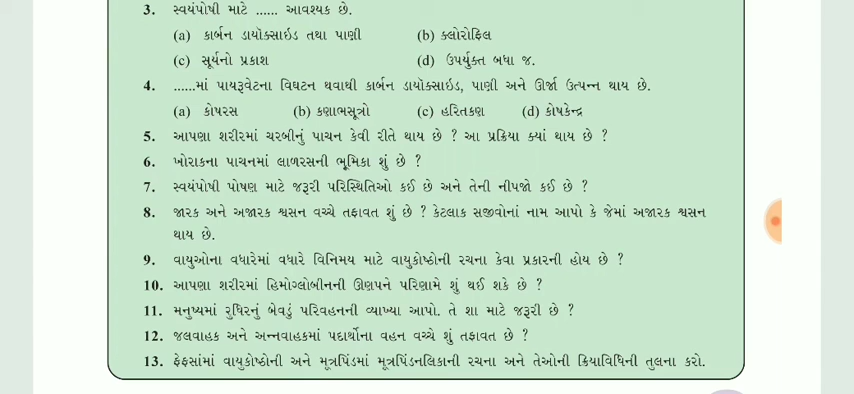 3. સ્વયંપોષી માટે ...... આવશ્યક છે.
(a) કાર્બન ડાયૉક્સાઇડ તથા પાણી (b) ક્લોરોફિલ
(c) સૂર્યનો પ્રકાશ (d) ઉપર્યુક્ત બધા જ.
4. ......માં પાયરૂવેટના વિઘટન થવાથી કાર્બન ડાયૉક્સાઇડ, પાણી અને ઊર્જા ઉત્પન્ન થાય છે.
(a) કોષરસ (b) કણાભસૂત્રો (c) હરિતકણ (d) કોષકેન્દ્ર
5. આપણા શરીરમાં ચરબીનું પાચન કેવી રીતે થાય છે ? આ પ્રક્રિયા ક્યાં થાય છે ?
6. ખોરાકના પાચનમાં લાળરસની ભૂમિકા શું છે ?
7. સ્વયંપોષી પોષણ માટે જરૂરી પરિસ્થિતિઓ કઈ છે અને તેની નીપજો કઈ છે ?
8. જારક અને અજારક શ્વસન વચ્ચે તફાવત શું છે ? કેટલાક સજીવોનાં નામ આપો કે જેમાં અજારક શ્વસન
થાય છે.
9. વાયુઓના વધારેમાં વધારે વિનિમય માટે વાયુકોષ્ઠોની રચના કેવા પ્રકારની હોય છે ?
10. આપણા શરીરમાં હિમોગ્લોબીનની ઊણપને પરિણામે શું થઈ શકે છે ?
11. મનુષ્યમાં રુધિરનું બેવડું પરિવહનની વ્યાખ્યા આપો. તે શા માટે જરૂરી છે ?
12. જલવાહક અને અન્નવાહકમાં પદાર્થોના વહન વચ્ચે શું તફાવત છે ?
13. ફેફસાંમાં વાયુકોષ્ઠોની અને મૂત્રપિંડમાં મૂત્રપિંડનલિકાની રચના અને તેઓની ક્રિયાવિધિની તુલના કરો.